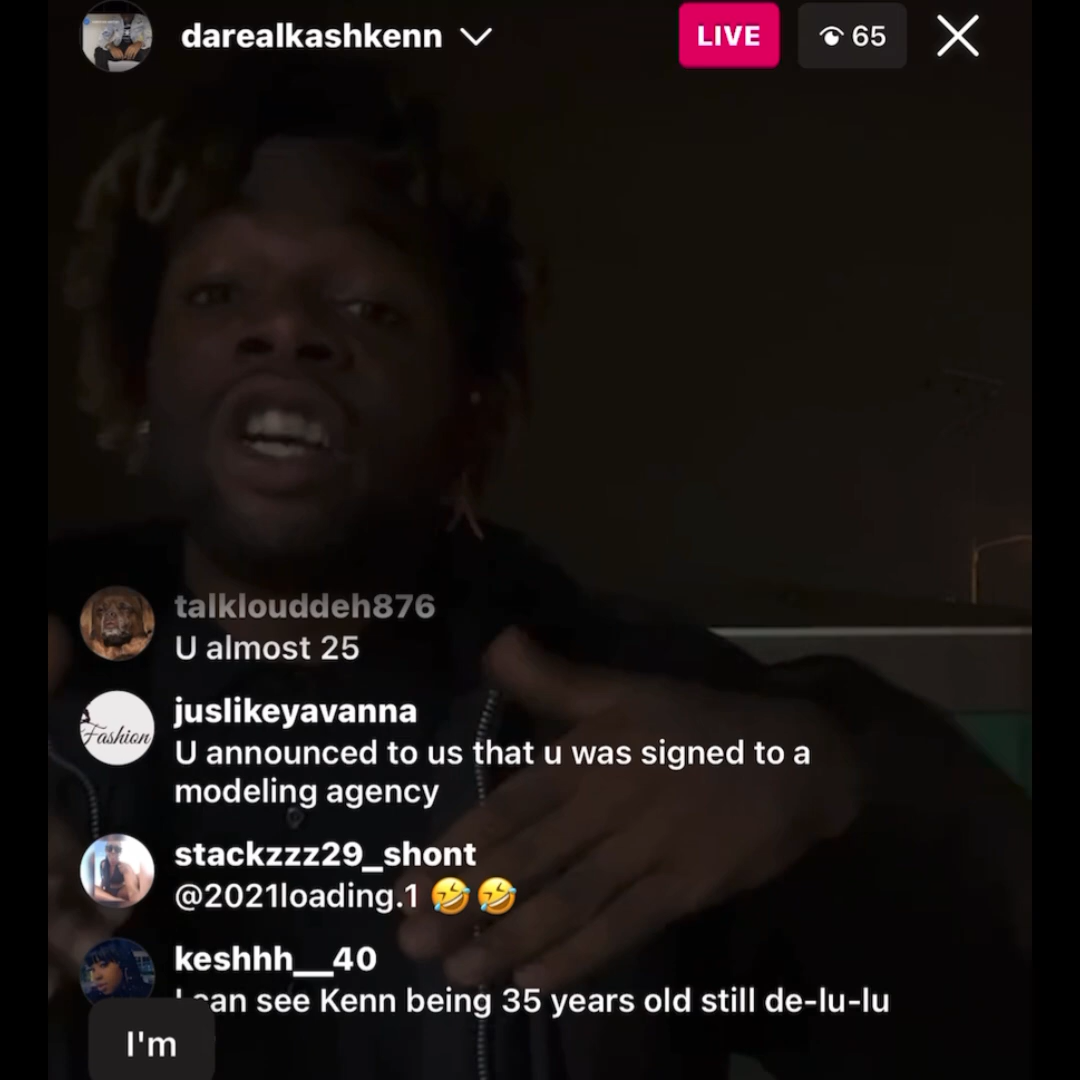 darealkashkenn
LIVE
65
talklouddeh876
U almost 25
juslikeyavanna
Fashion
U announced to us that u was signed to a
modeling agency
stackzzz29_shont
@2021loading.1 🤣🤣
keshhh__40
I can see Kenn being 35 years old still de-lu-lu
I'm